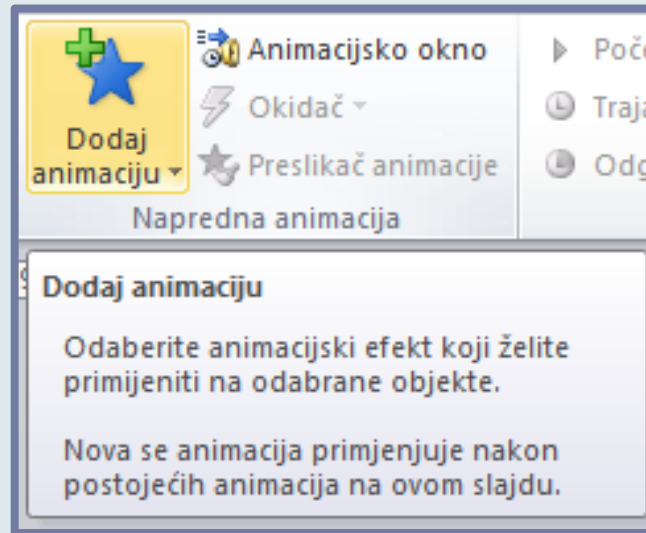 Dodaj
animaciju
Animacijsko okno
Okidač
Preslikač animacije
Napredna animacija
Dodaj animaciju
Odaberite animacijski efekt koji želite
primijeniti na odabrane objekte.
Nova se animacija primjenjuje nakon
postojećih animacija na ovom slajdu.